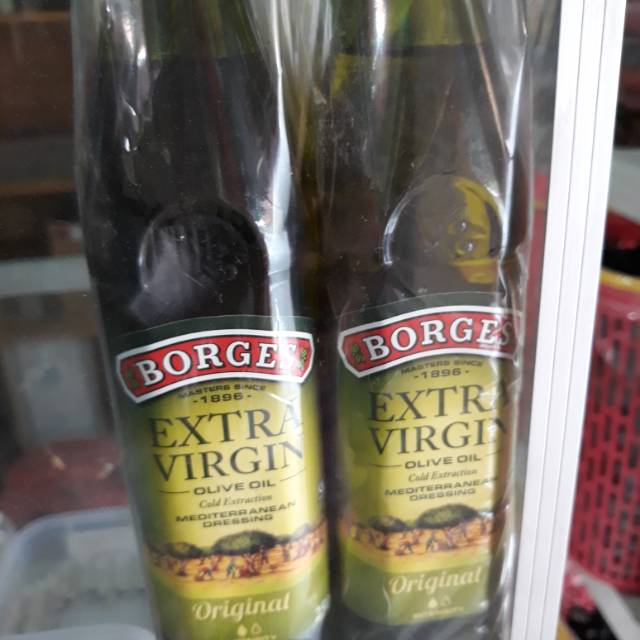 BORGES
MASTERS SINCE
-1896-
EXTRA
VIRGIN
OLIVE OIL
Cold Extraction
MEDITERRANEAN
DRESSING
Original
BORGES
MASTERS SINCE
-1896-
EXTRA
VIRGIN
OLIVE OIL
Cold Extraction
MEDITERRANEAN
DRESSING
Original